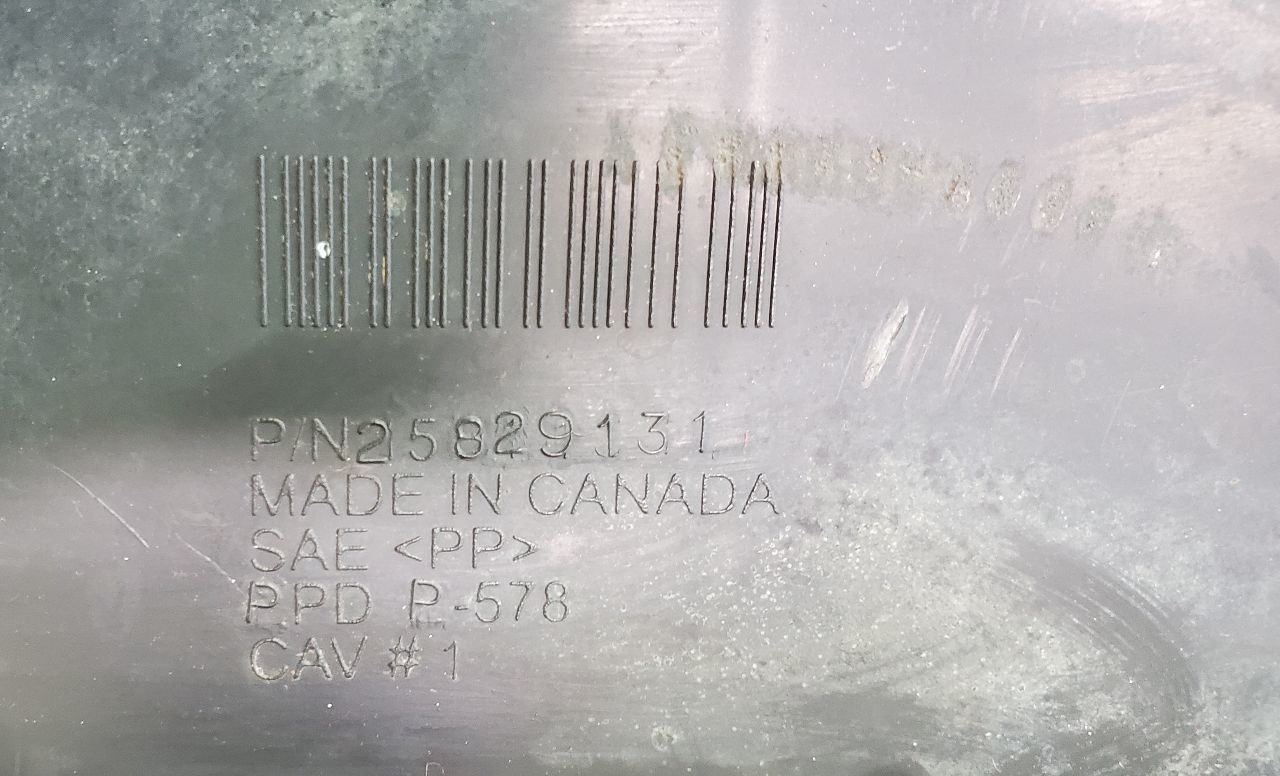 P/N25829131
MADE IN CANADA
SAE <PP>
PPD P-578
CAV # 1